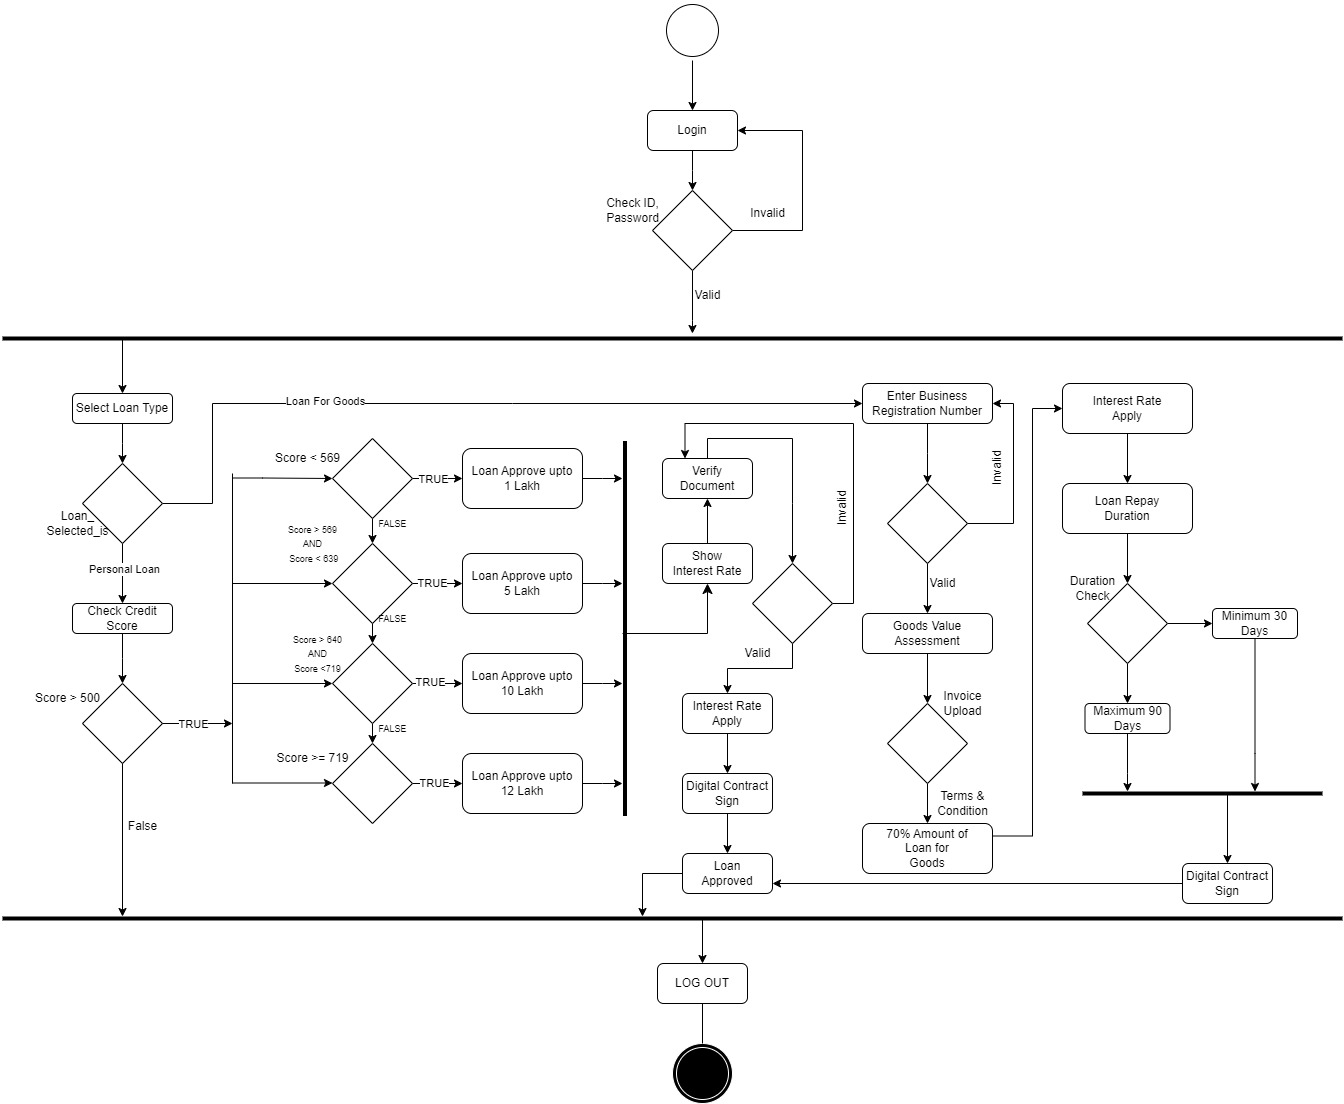 Login
Check ID,
Password
Invalid
Valid
Select Loan Type
Loan_
Selected_is
Loan For Goods
Personal Loan
Check Credit
Score
Score > 500
TRUE
False
Score < 569
TRUE
Loan Approve upto
1 Lakh
FALSE
Score > 569
AND
Score < 639
TRUE
Loan Approve upto
5 Lakh
FALSE
Score > 640
AND
Score <719
TRUE
Loan Approve upto
10 Lakh
FALSE
Score >= 719
TRUE
Loan Approve upto
12 Lakh
Verify
Document
Show
Interest Rate
Invalid
Valid
Interest Rate
Apply
Digital Contract
Sign
Loan
Approved
Enter Business
Registration Number
Invalid
Valid
Goods Value
Assessment
Invoice
Upload
Terms &
Condition
70% Amount of
Loan for
Goods
Interest Rate
Apply
Loan Repay
Duration
Duration
Check
Minimum 30
Days
Maximum 90
Days
Digital Contract
Sign
LOG OUT